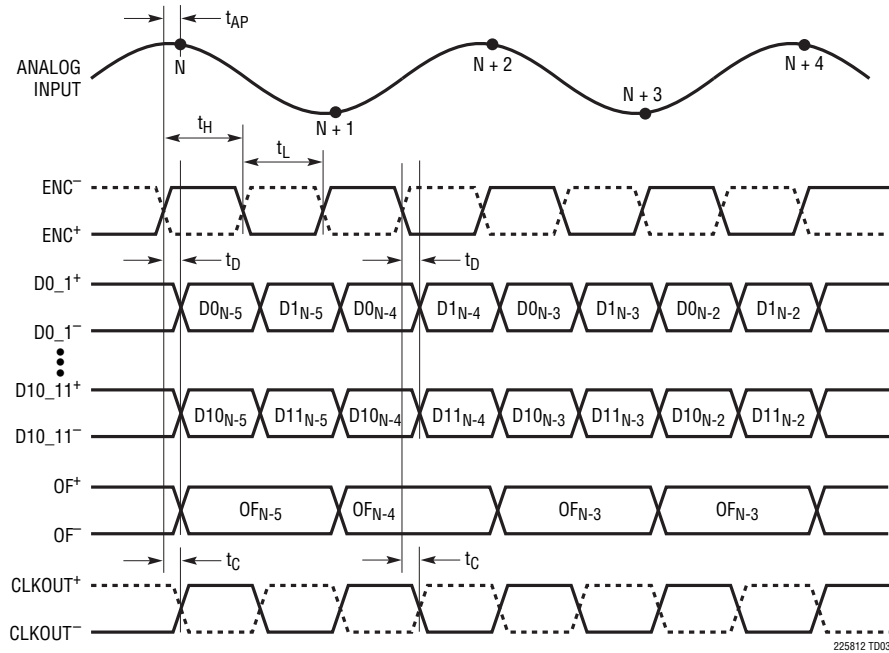 tAP
ANALOG
INPUT
N
N + 1
N + 2
N + 3
N + 4
tH
tL
ENC–
ENC+
tD
tD
D0_1+
D0_1–
D0N-5
D1N-5
D0N-4
D1N-4
D0N-3
D1N-3
D0N-2
D1N-2
D10_11+
D10_11–
D10N-5
D11N-5
D10N-4
D11N-4
D10N-3
D11N-3
D10N-2
D11N-2
OF+
OF–
OFN-5
OFN-4
OFN-3
OFN-3
tC
tC
CLKOUT+
CLKOUT–
225812 TD03